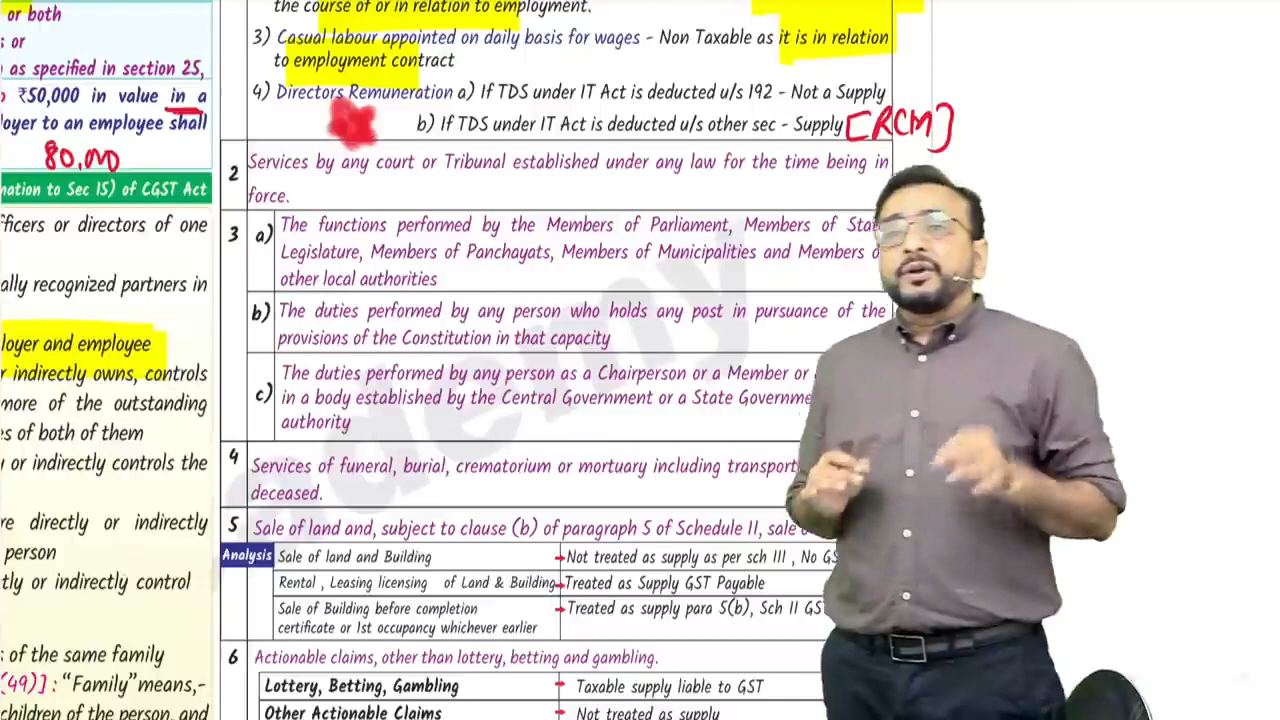 or both
s or
as specified in section 25,
₹50,000 in value in a
loyer to an employee shall
80,000
nation to Sec 15) of CGST Act
fficers or directors of one
ally recognized partners in
loyer and employee
r indirectly owns, controls
more of the outstanding
es of both of them
y or indirectly controls the
re directly or indirectly
person
tly or indirectly control
s of the same family
(49)] : “Family”means,-
children of the person, and
the course of or in relation to employment.
3) Casual labour appointed on daily basis for wages - Non Taxable as it is in relation
to employment contract
4) Directors Remuneration a) If TDS under IT Act is deducted u/s 192 - Not a Supply
b) If TDS under IT Act is deducted u/s other sec - Supply [RCM]
2 Services by any court or Tribunal established under any law for the time being in
force.
3 a) The functions performed by the Members of Parliament, Members of State
Legislature, Members of Panchayats, Members of Municipalities and Members o
other local authorities
b) The duties performed by any person who holds any post in pursuance of the
provisions of the Constitution in that capacity
c) The duties performed by any person as a Chairperson or a Member or
in a body established by the Central Government or a State Governme
authority
4 Services of funeral, burial, crematorium or mortuary including transport
deceased.
5 Sale of land and, subject to clause (b) of paragraph 5 of Schedule II, sale o
Analysis Sale of land and Building Not treated as supply as per sch III , No GS
Rental , Leasing licensing of Land & Building Treated as Supply GST Payable
Sale of Building before completion Treated as supply para 5(b), Sch II GST
certificate or 1st occupancy whichever earlier
6 Actionable claims, other than lottery, betting and gambling.
Lottery, Betting, Gambling Taxable supply liable to GST
Other Actionable Claims Not treated as supply
ademy